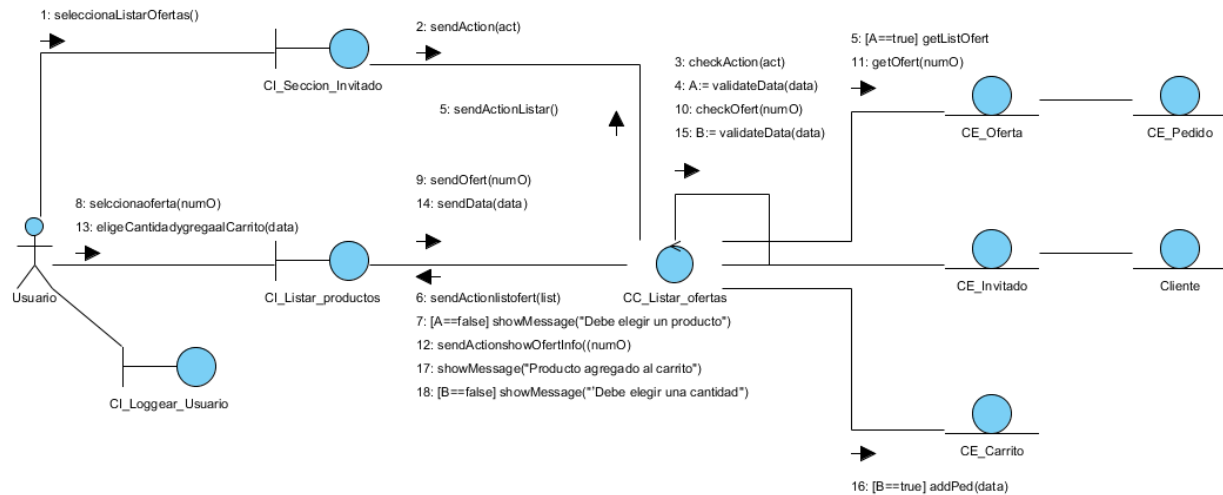 1: seleccionaListarOfertas()
2: sendAction(act)
CI_Seccion_Invitado
5: sendActionListar()
3: checkAction(act)
4: A:= validateData(data)
10: checkOfert(numO)
15: B:= validateData(data)
5: [A==true] getListOfert
11: getOfert(numO)
CE_Oferta
CE_Pedido
8: selccionaoferta(numO)
13: eligeCantidadygregaalCarrito(data)
9: sendOfert(numO)
14: sendData(data)
Usuario
CI_Listar_productos
CC_Listar_ofertas
CE_Invitado
Cliente
6: sendActionlistofert(list)
7: [A==false] showMessage("Debe elegir un producto")
12: sendActionshowOfertInfo((numO)
17: showMessage("Producto agregado al carrito")
18: [B==false] showMessage("'Debe elegir una cantidad")
CI_Loggear_Usuario
CE_Carrito
16: [B==true] addPed(data)